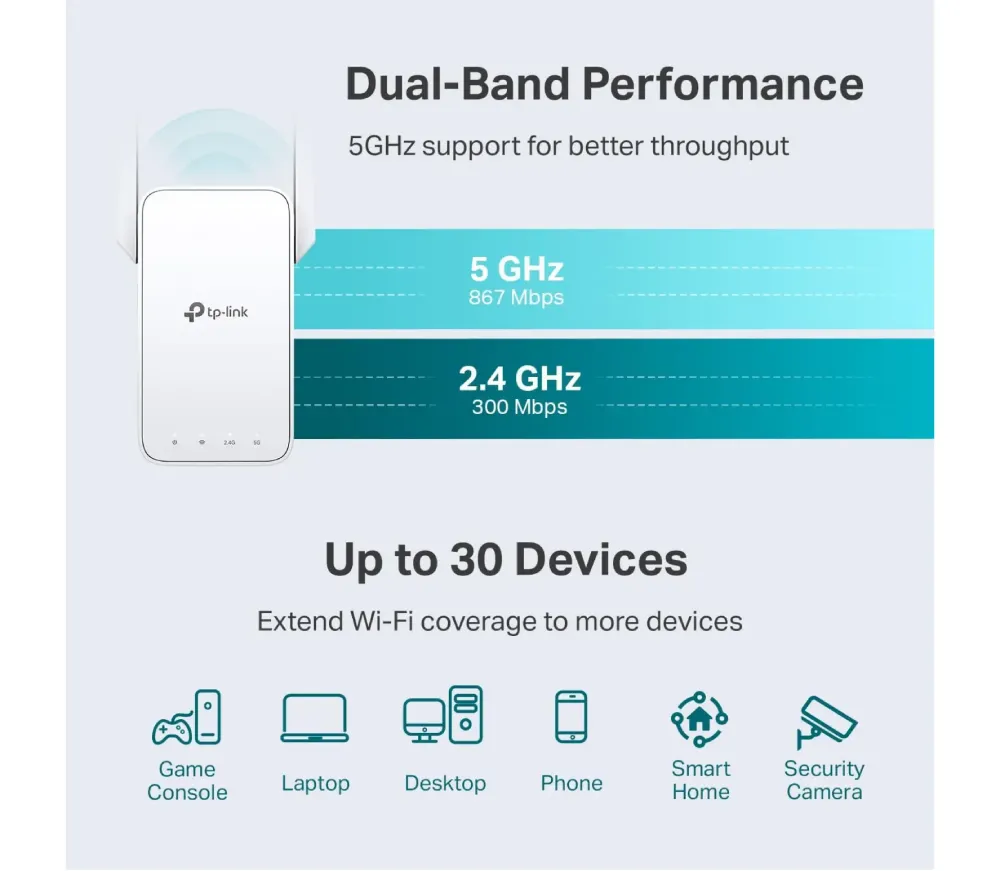 Dual-Band Performance
5GHz support for better throughput
5 GHz
867 Mbps
tp-link
2.4 GHz
300 Mbps
2.4G
5G
Up to 30 Devices
Extend Wi-Fi coverage to more devices
Game
Console
Laptop
Desktop
Phone
Smart
Home
Security
Camera